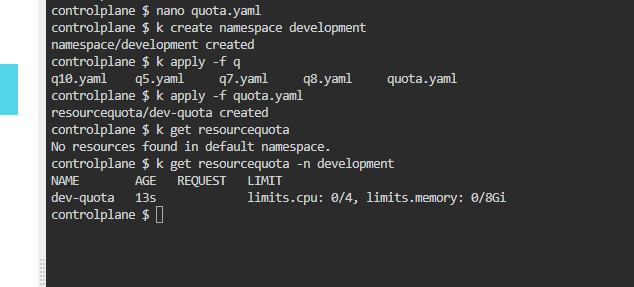 controlplane $ nano quota.yaml
controlplane $ k create namespace development
namespace/development created
controlplane $ k apply -f q
q10.yaml    q5.yaml     q7.yaml     q8.yaml     quota.yaml
controlplane $ k apply -f quota.yaml
resourcequota/dev-quota created
controlplane $ k get resourcequota
No resources found in default namespace.
controlplane $ k get resourcequota -n development
NAME        AGE   REQUEST   LIMIT
dev-quota   13s             limits.cpu: 0/4, limits.memory: 0/8Gi
controlplane $